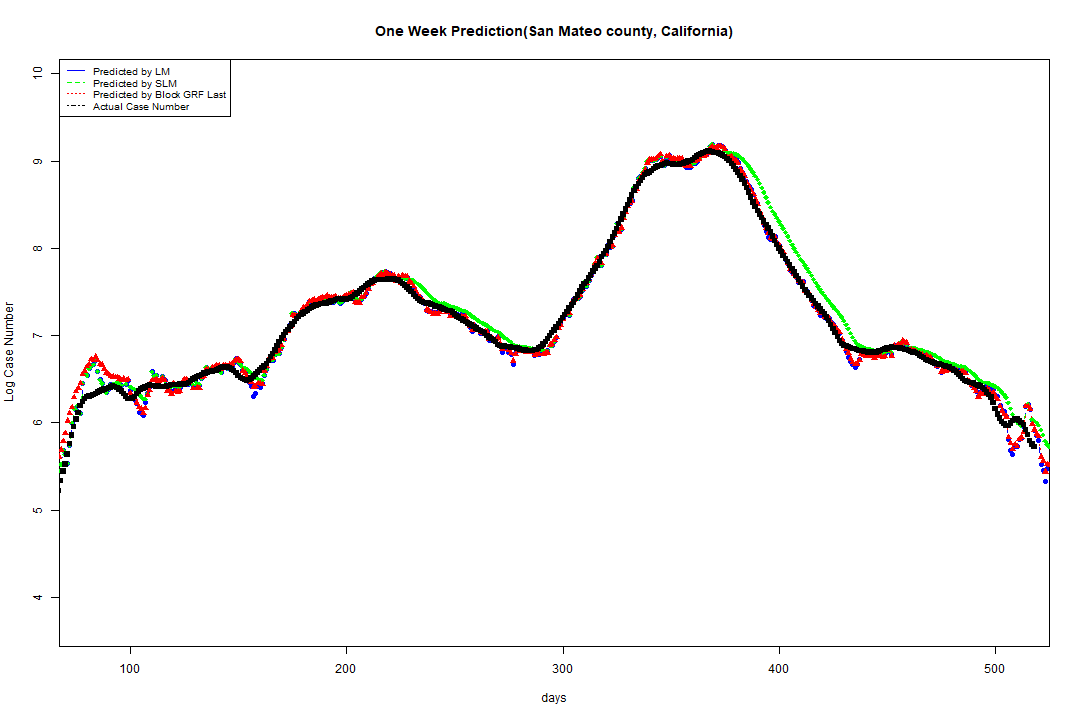 One Week Prediction(San Mateo county, California)
Predicted by LM
Predicted by SLM
Predicted by Block GRF Last
Actual Case Number
Log Case Number
10
9
8
7
6
5
4
100 200 300 400 500
days